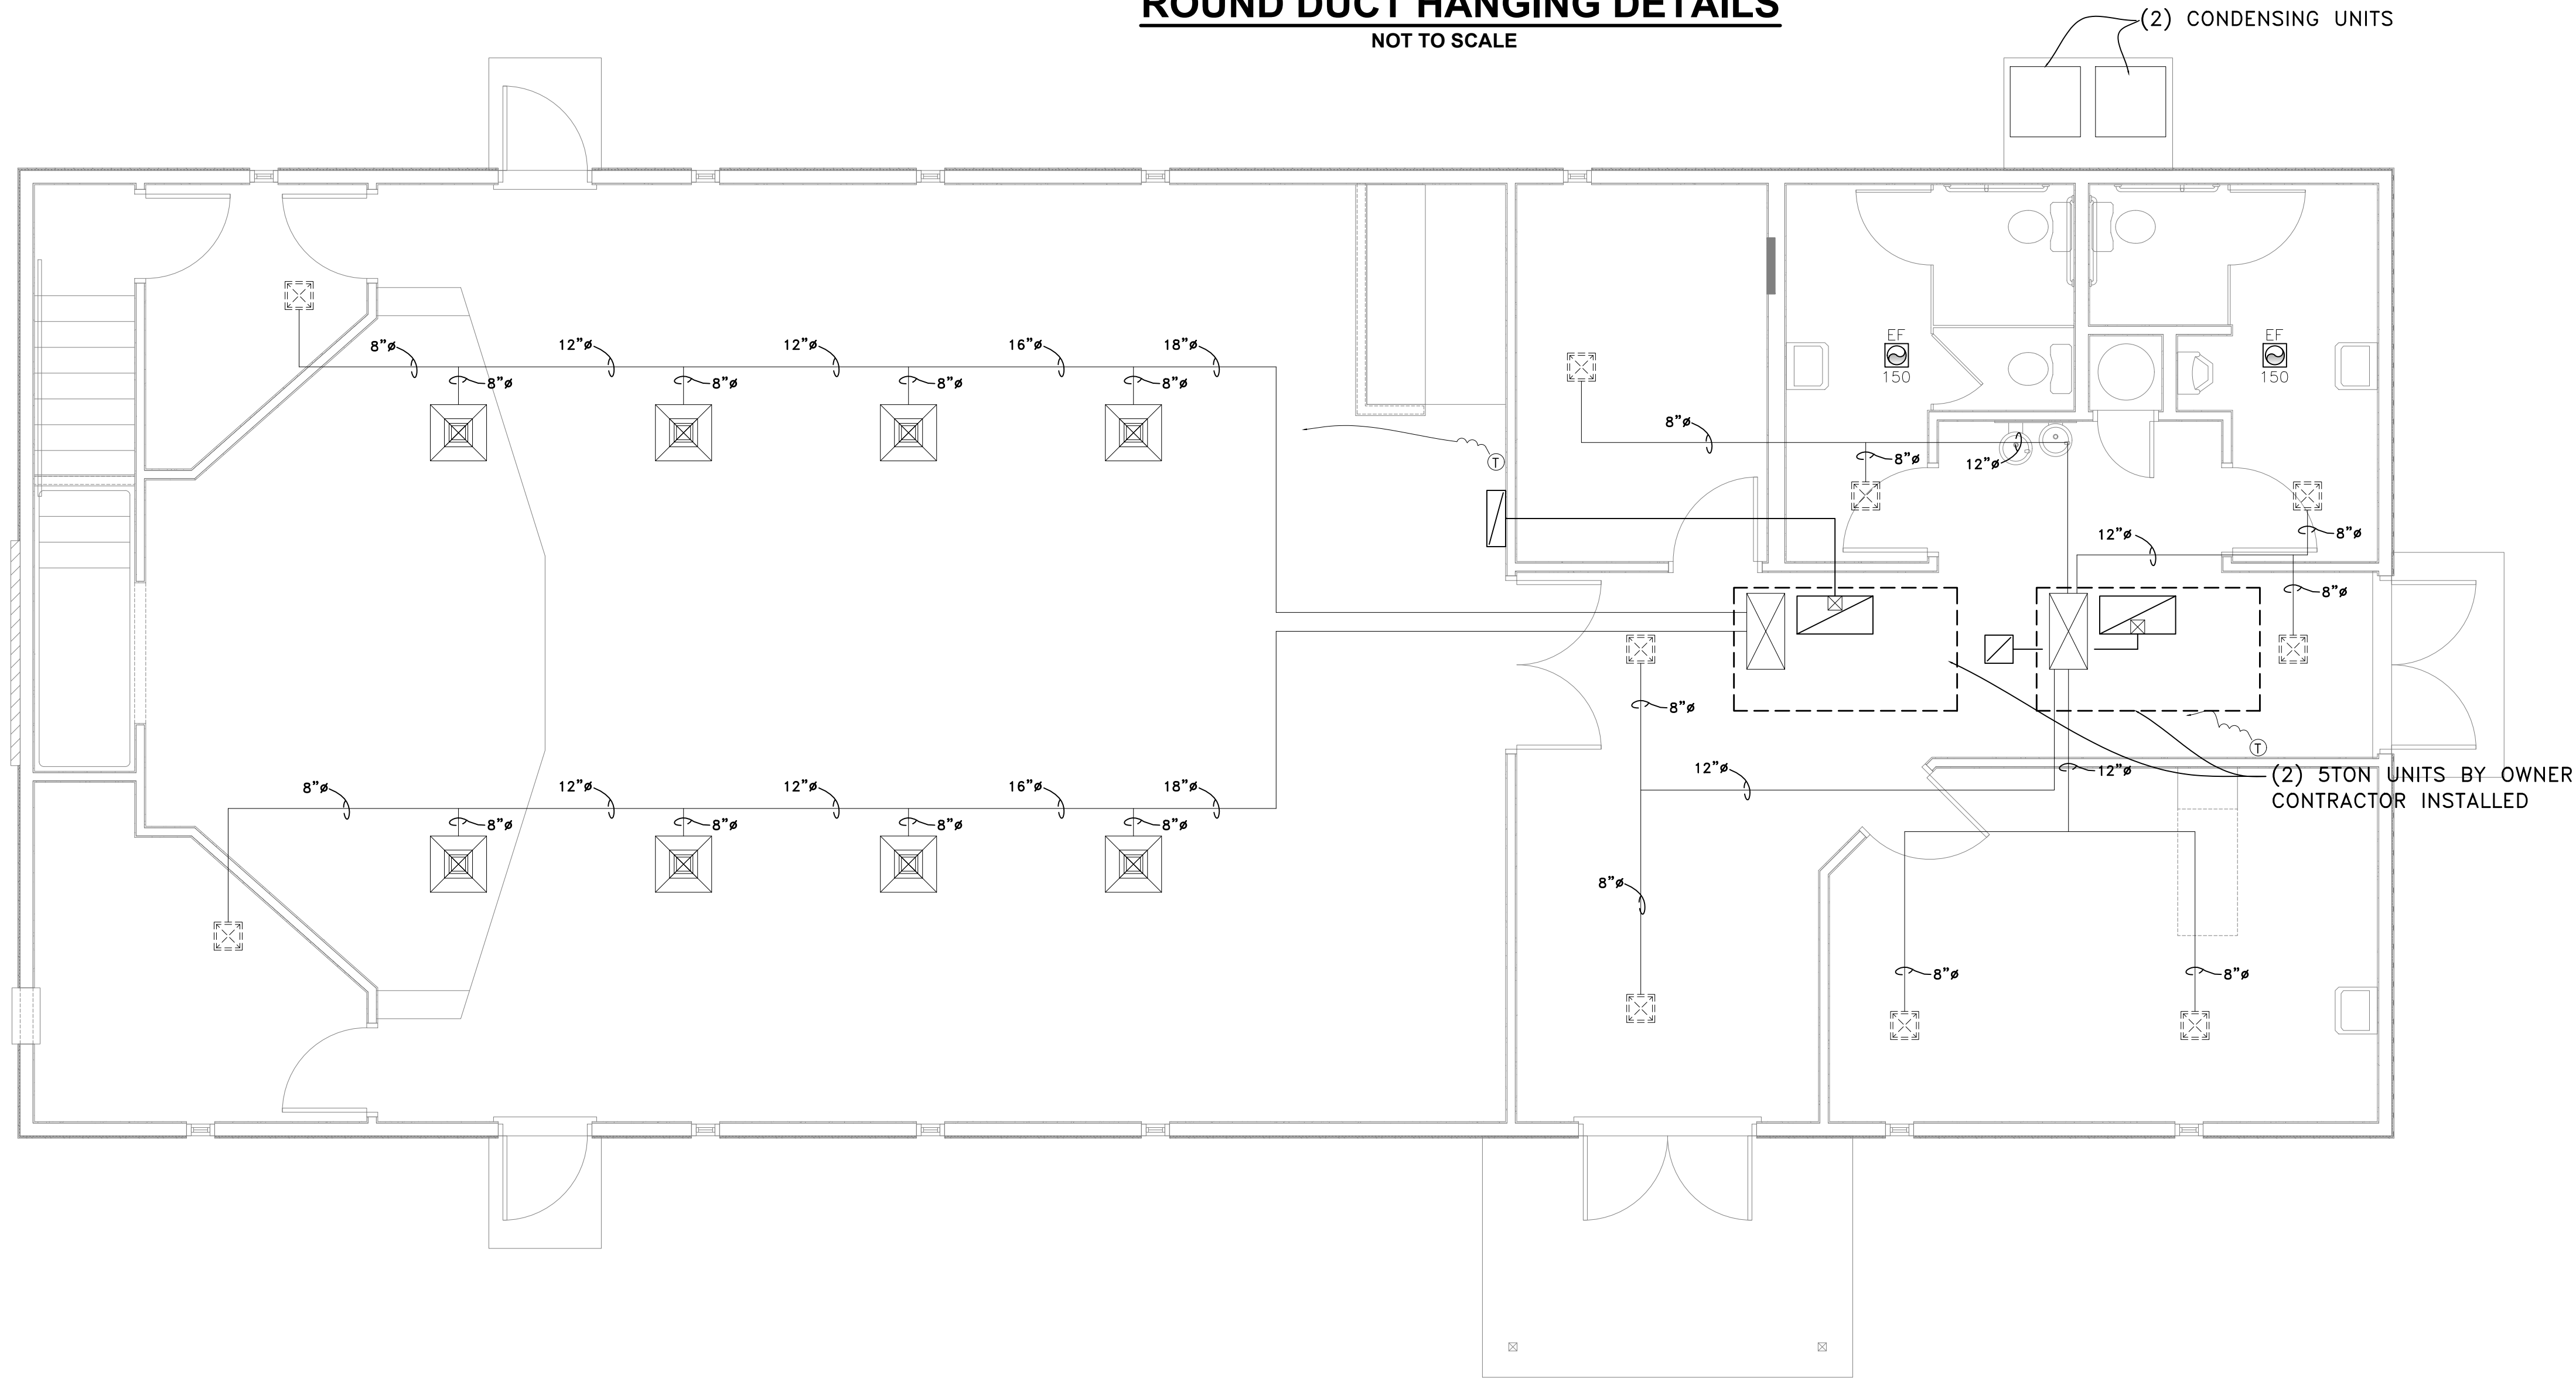 ROUND DUCT HANGING DETAILS
NOT TO SCALE
(2) CONDENSING UNITS
8"ø
12"ø
12"ø
16"ø
18"ø
8"ø
8"ø
8"ø
8"ø
EF
150
EF
150
8"ø
8"ø
12"ø
T
12"ø
8"ø
8"ø
8"ø
12"ø
12"ø
T
(2) 5TON UNITS BY OWNER
CONTRACTOR INSTALLED
8"ø
12"ø
12"ø
16"ø
18"ø
8"ø
8"ø
8"ø
8"ø
8"ø
8"ø
8"ø